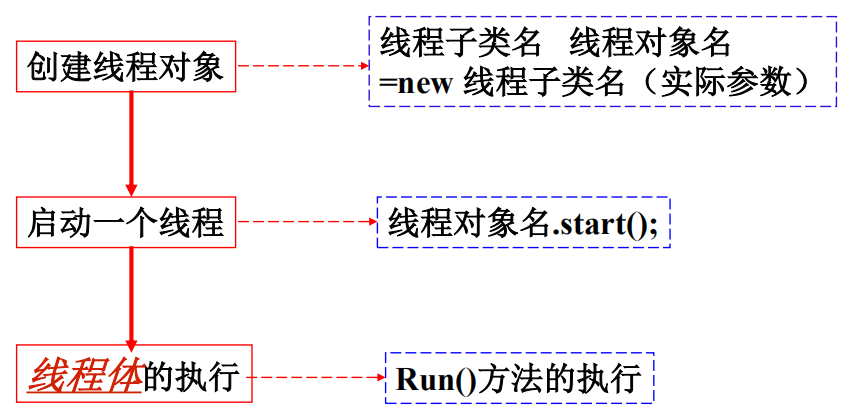 创建线程对象
线程子类名 线程对象名
=new 线程子类名（实际参数）
启动一个线程
线程对象名.start();
线程体的执行
Run()方法的执行